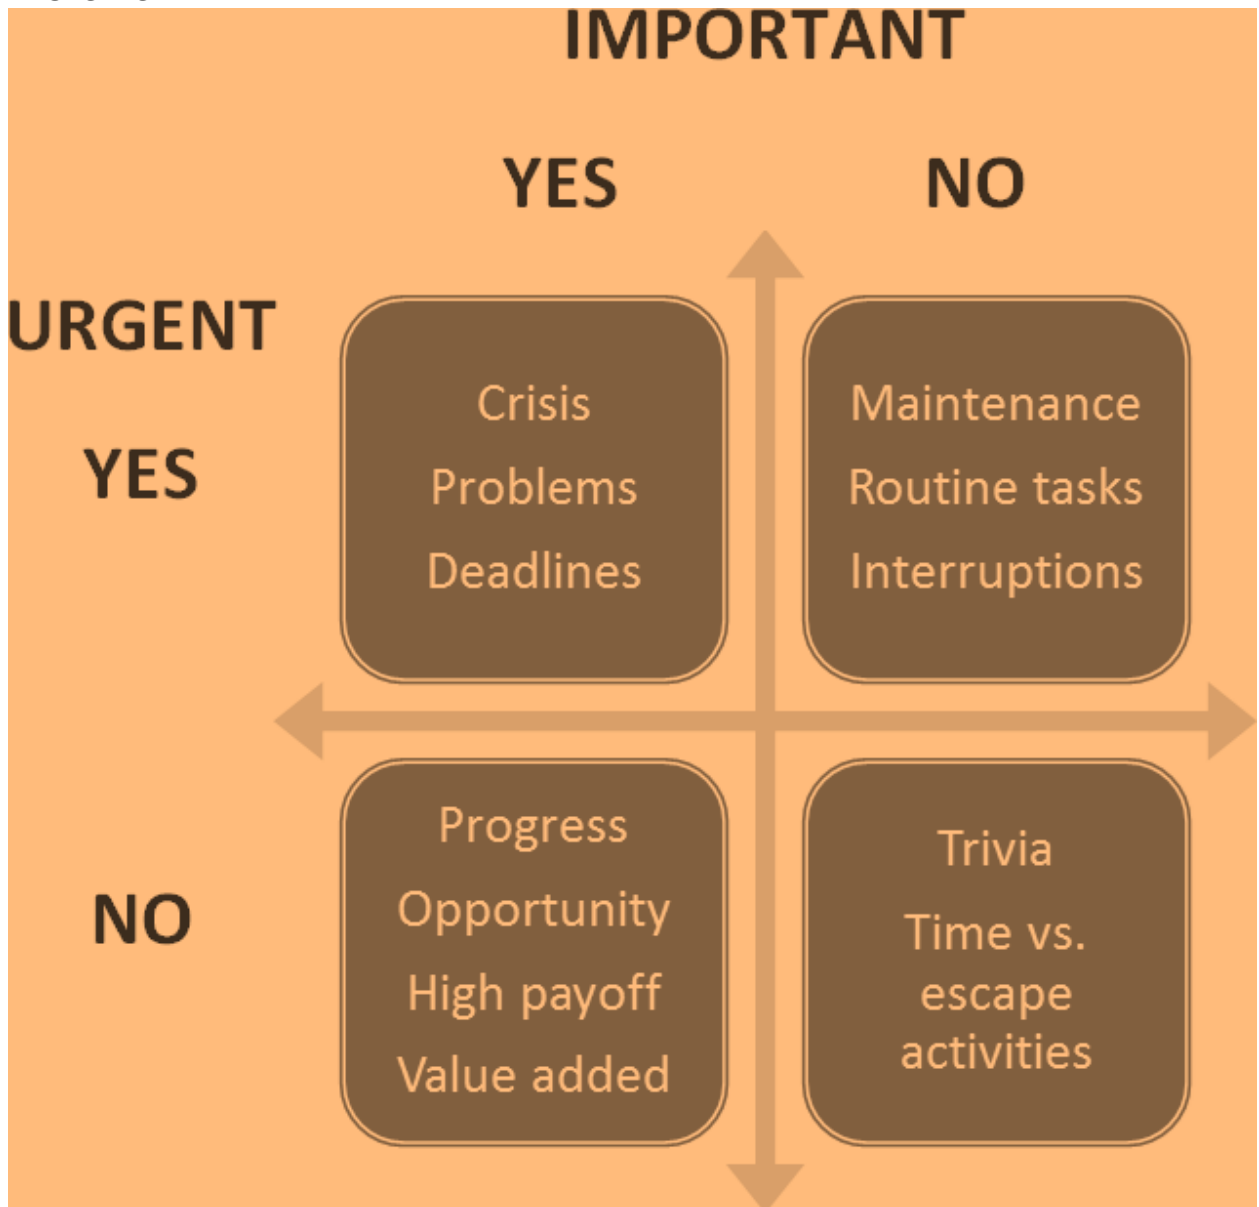 IMPORTANT
YES
NO
URGENT
YES
Crisis
Problems
Deadlines
Maintenance
Routine tasks
Interruptions
NO
Progress
Opportunity
High payoff
Value added
Trivia
Time vs.
escape
activities